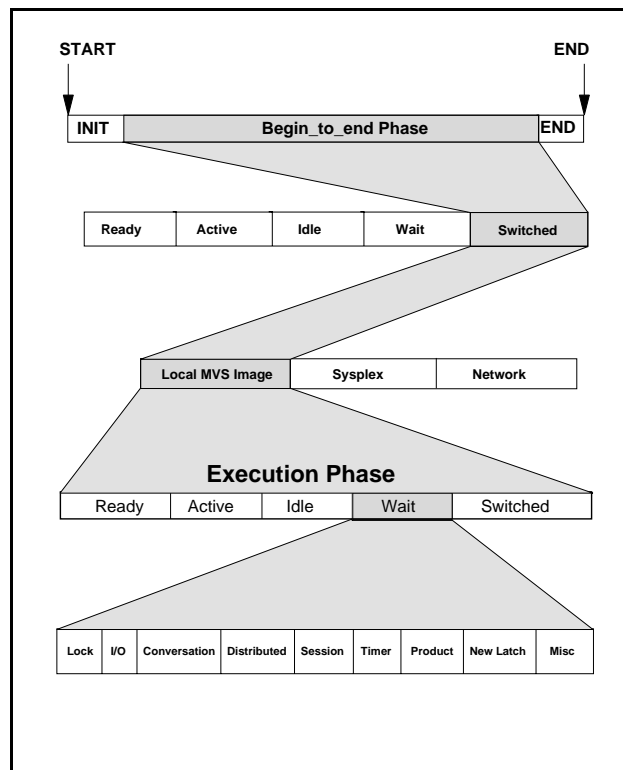 START END
INIT Begin_to_end Phase END
Ready Active Idle Wait Switched
Local MVS Image Sysplex Network
Execution Phase
Ready Active Idle Wait Switched
Lock I/O Conversation Distributed Session Timer Product New Latch Misc